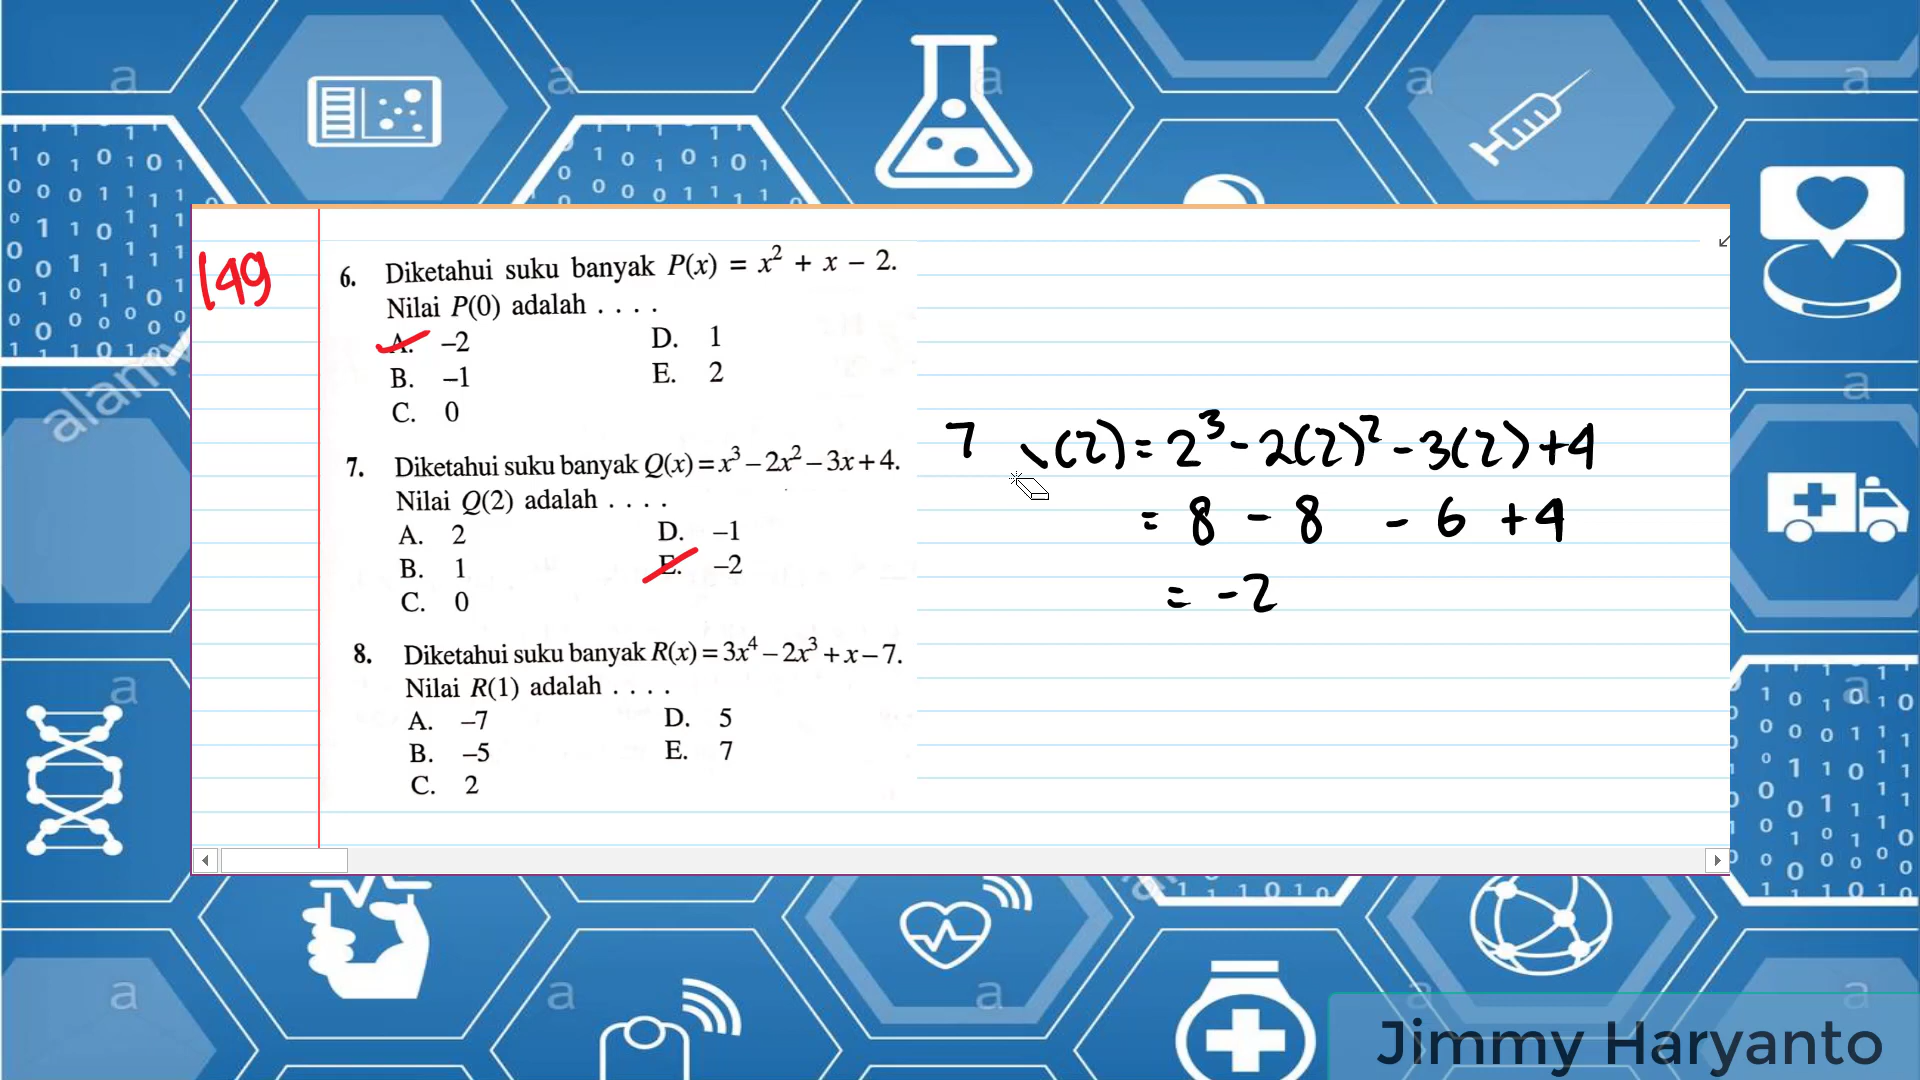 149
6. Diketahui suku banyak P(x) = x² + x – 2.
Nilai P(0) adalah . . . .
A. –2
D. 1
B. –1
E. 2
C. 0
7. Diketahui suku banyak Q(x) = x³ – 2x² – 3x + 4.
Nilai Q(2) adalah . . . .
A. 2
D. –1
B. 1
E. –2
C. 0
8. Diketahui suku banyak R(x) = 3x⁴ – 2x³ + x – 7.
Nilai R(1) adalah . . . .
A. –7
D. 5
B. –5
E. 7
C. 2
7 (2) = 2³ - 2(2)² - 3(2) + 4
= 8 - 8 - 6 + 4
= -2
alamy
Jimmy Haryanto